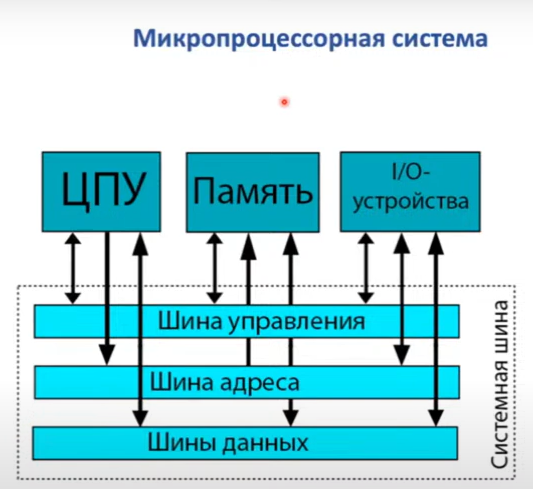 Микропроцессорная система
ЦПУ
Память
I/O-
устройства
Шина управления
Шина адреса
Шины данных
Системная шина